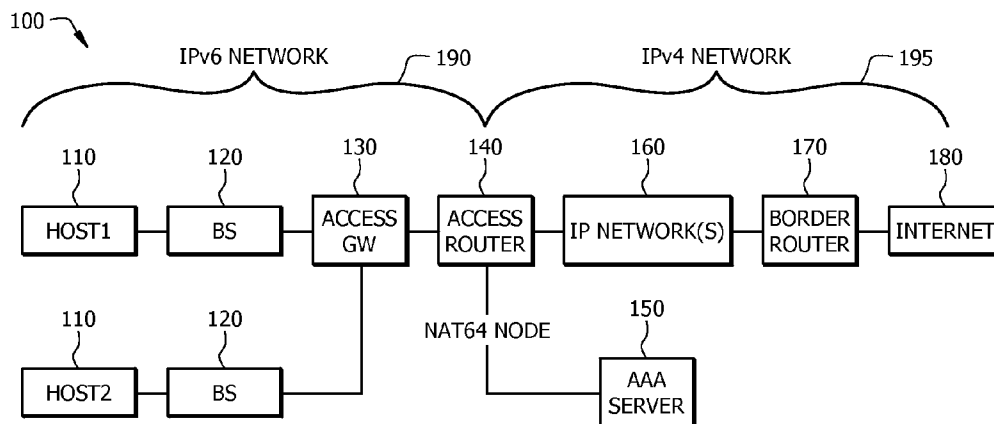 100
IPv6 NETWORK
190
IPv4 NETWORK
195
110
120
130
140
160
170
180
HOST1
BS
ACCESS
GW
ACCESS
ROUTER
IP NETWORK(S)
BORDER
ROUTER
INTERNET
110
120
NAT64 NODE
150
HOST2
BS
AAA
SERVER